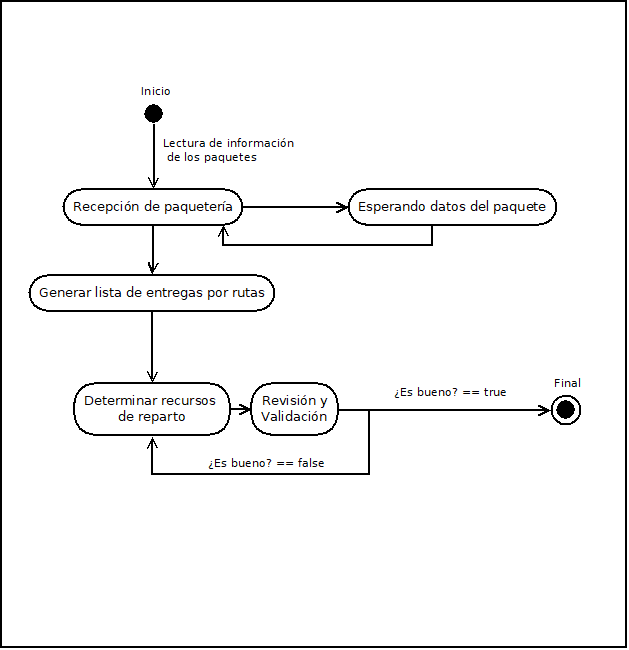 Inicio
Lectura de información
de los paquetes
Recepción de paquetería
Esperando datos del paquete
Generar lista de entregas por rutas
Determinar recursos
de reparto
Revisión y
Validación
¿Es bueno? == true
Final
¿Es bueno? == false